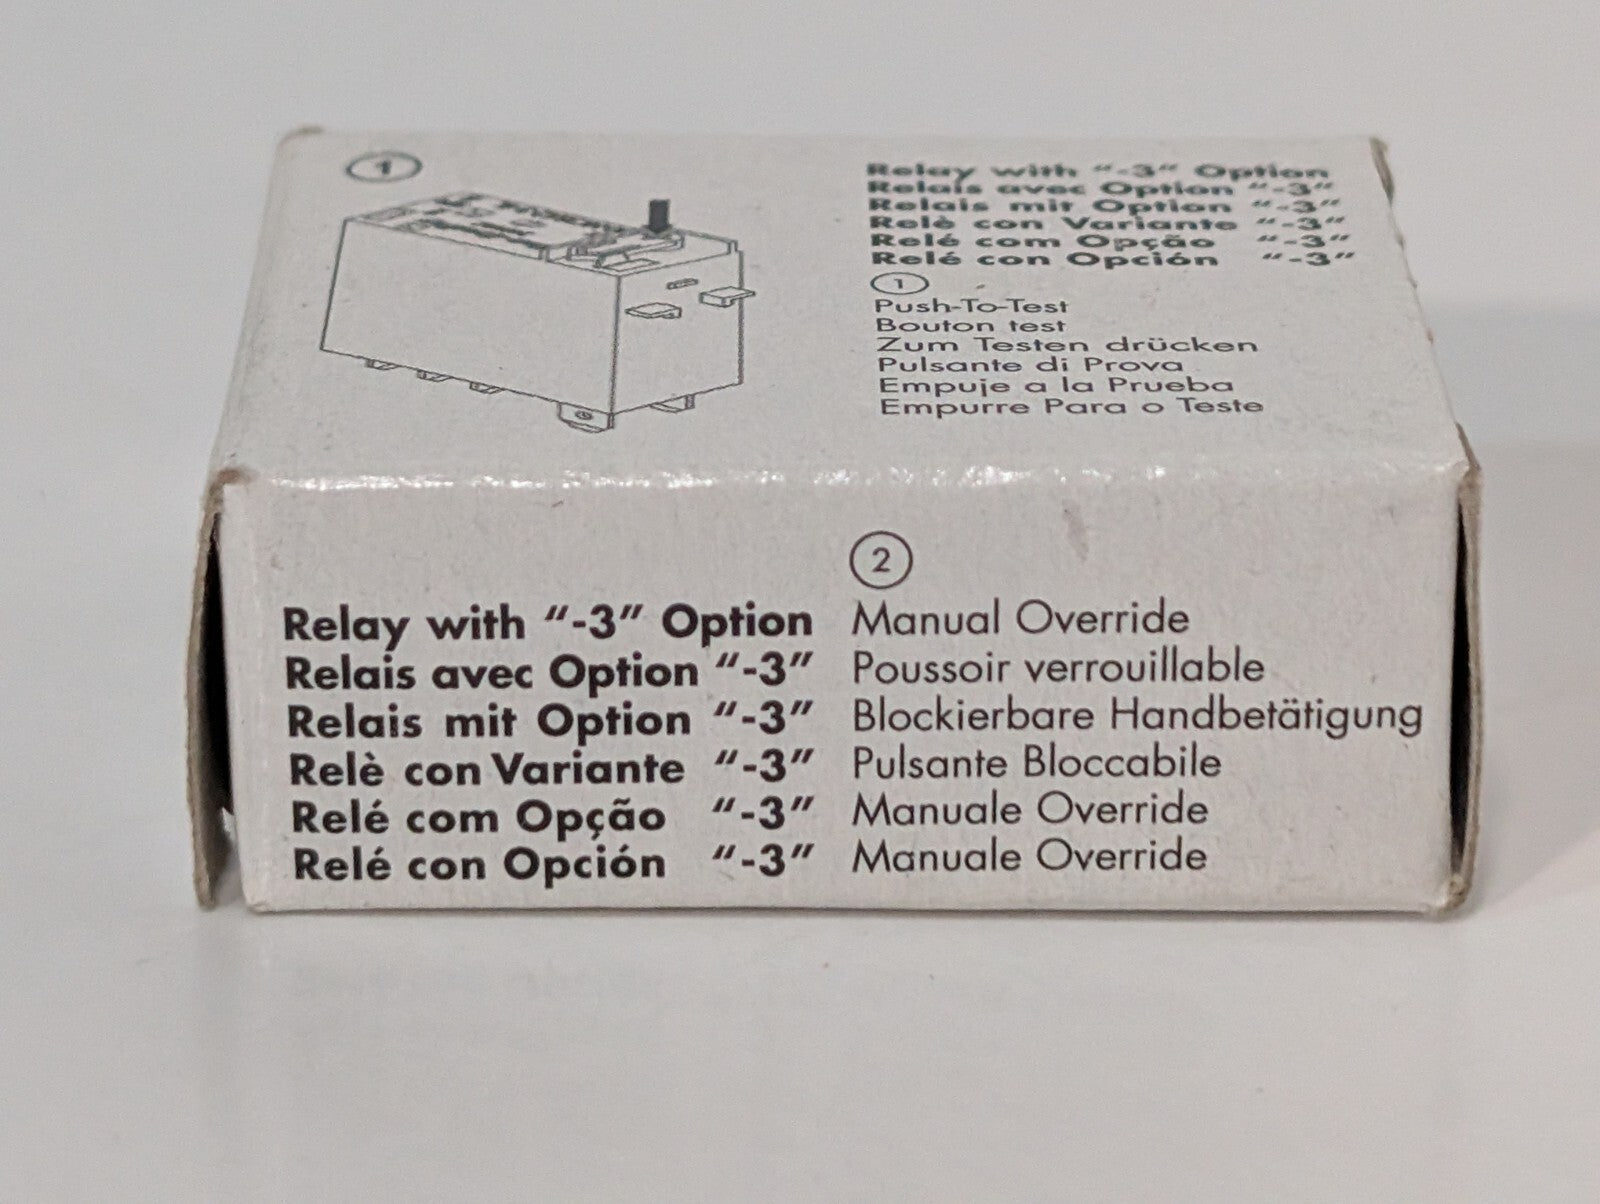 1
Relay with “-3” Option
Relais avec Option “-3”
Relais mit Option “-3”
Relè con Variante “-3”
Relé com Opção “-3”
Relé con Opción “-3”
1
Push-To-Test
Bouton test
Zum Testen drücken
Pulsante di Prova
Empuje a la Prueba
Empurre Para o Teste
2
Relay with “-3” Option Manual Override
Relais avec Option “-3” Poussoir verrouillable
Relais mit Option “-3” Blockierbare Handbetätigung
Relè con Variante “-3” Pulsante Bloccabile
Relé com Opção “-3” Manuale Override
Relé con Opción “-3” Manuale Override